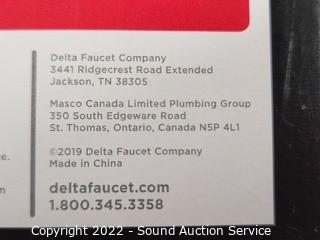 Delta Faucet Company
3441 Ridgecrest Road Extended
Jackson, TN 38305
Masco Canada Limited Plumbing Group
350 South Edgeware Road
St. Thomas, Ontario, Canada N5P 4L1
©2019 Delta Faucet Company
Made in China
deltafaucet.com
1.800.345.3358
Copyright 2022 - Sound Auction Service